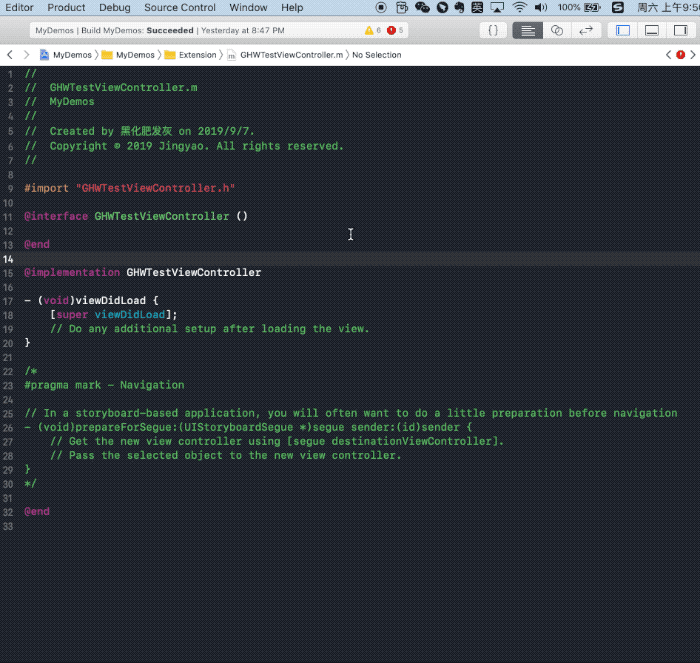 Editor Product Debug Source Control Window Help 英 100% S 周六 上午9:5
MyDemos | Build MyDemos: Succeeded | Yesterday at 8:47 PM 6 5 { }
MyDemos 〉 MyDemos 〉 Extension 〉 m GHWTestViewController.m 〉 No Selection
1 //
2 //  GHWTestViewController.m
3 //  MyDemos
4 //
5 //  Created by 黑化肥发灰 on 2019/9/7.
6 //  Copyright © 2019 Jingyao. All rights reserved.
7 //
8
9 #import "GHWTestViewController.h"
10
11 @interface GHWTestViewController ()
12
13 @end
14
15 @implementation GHWTestViewController
16
17 - (void)viewDidLoad {
18     [super viewDidLoad];
19     // Do any additional setup after loading the view.
20 }
21
22 /*
23 #pragma mark - Navigation
24
25 // In a storyboard-based application, you will often want to do a little preparation before navigation
26 - (void)prepareForSegue:(UIStoryboardSegue *)segue sender:(id)sender {
27     // Get the new view controller using [segue destinationViewController].
28     // Pass the selected object to the new view controller.
29 }
30 */
31
32 @end
33